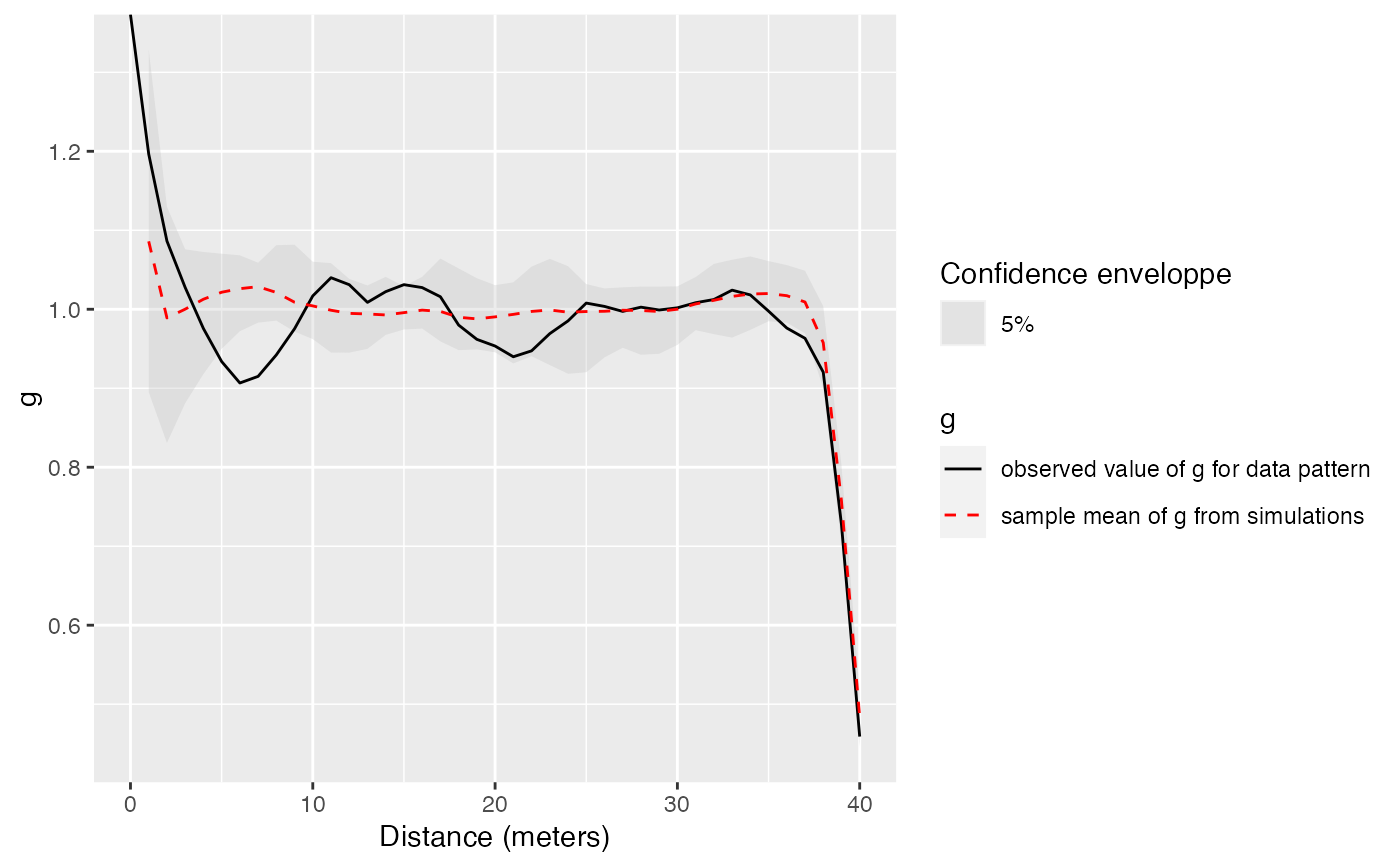 1.2
1.0
0.8
0.6
g
0 10 20 30 40
Distance (meters)
Confidence enveloppe
5%
g
observed value of g for data pattern
sample mean of g from simulations